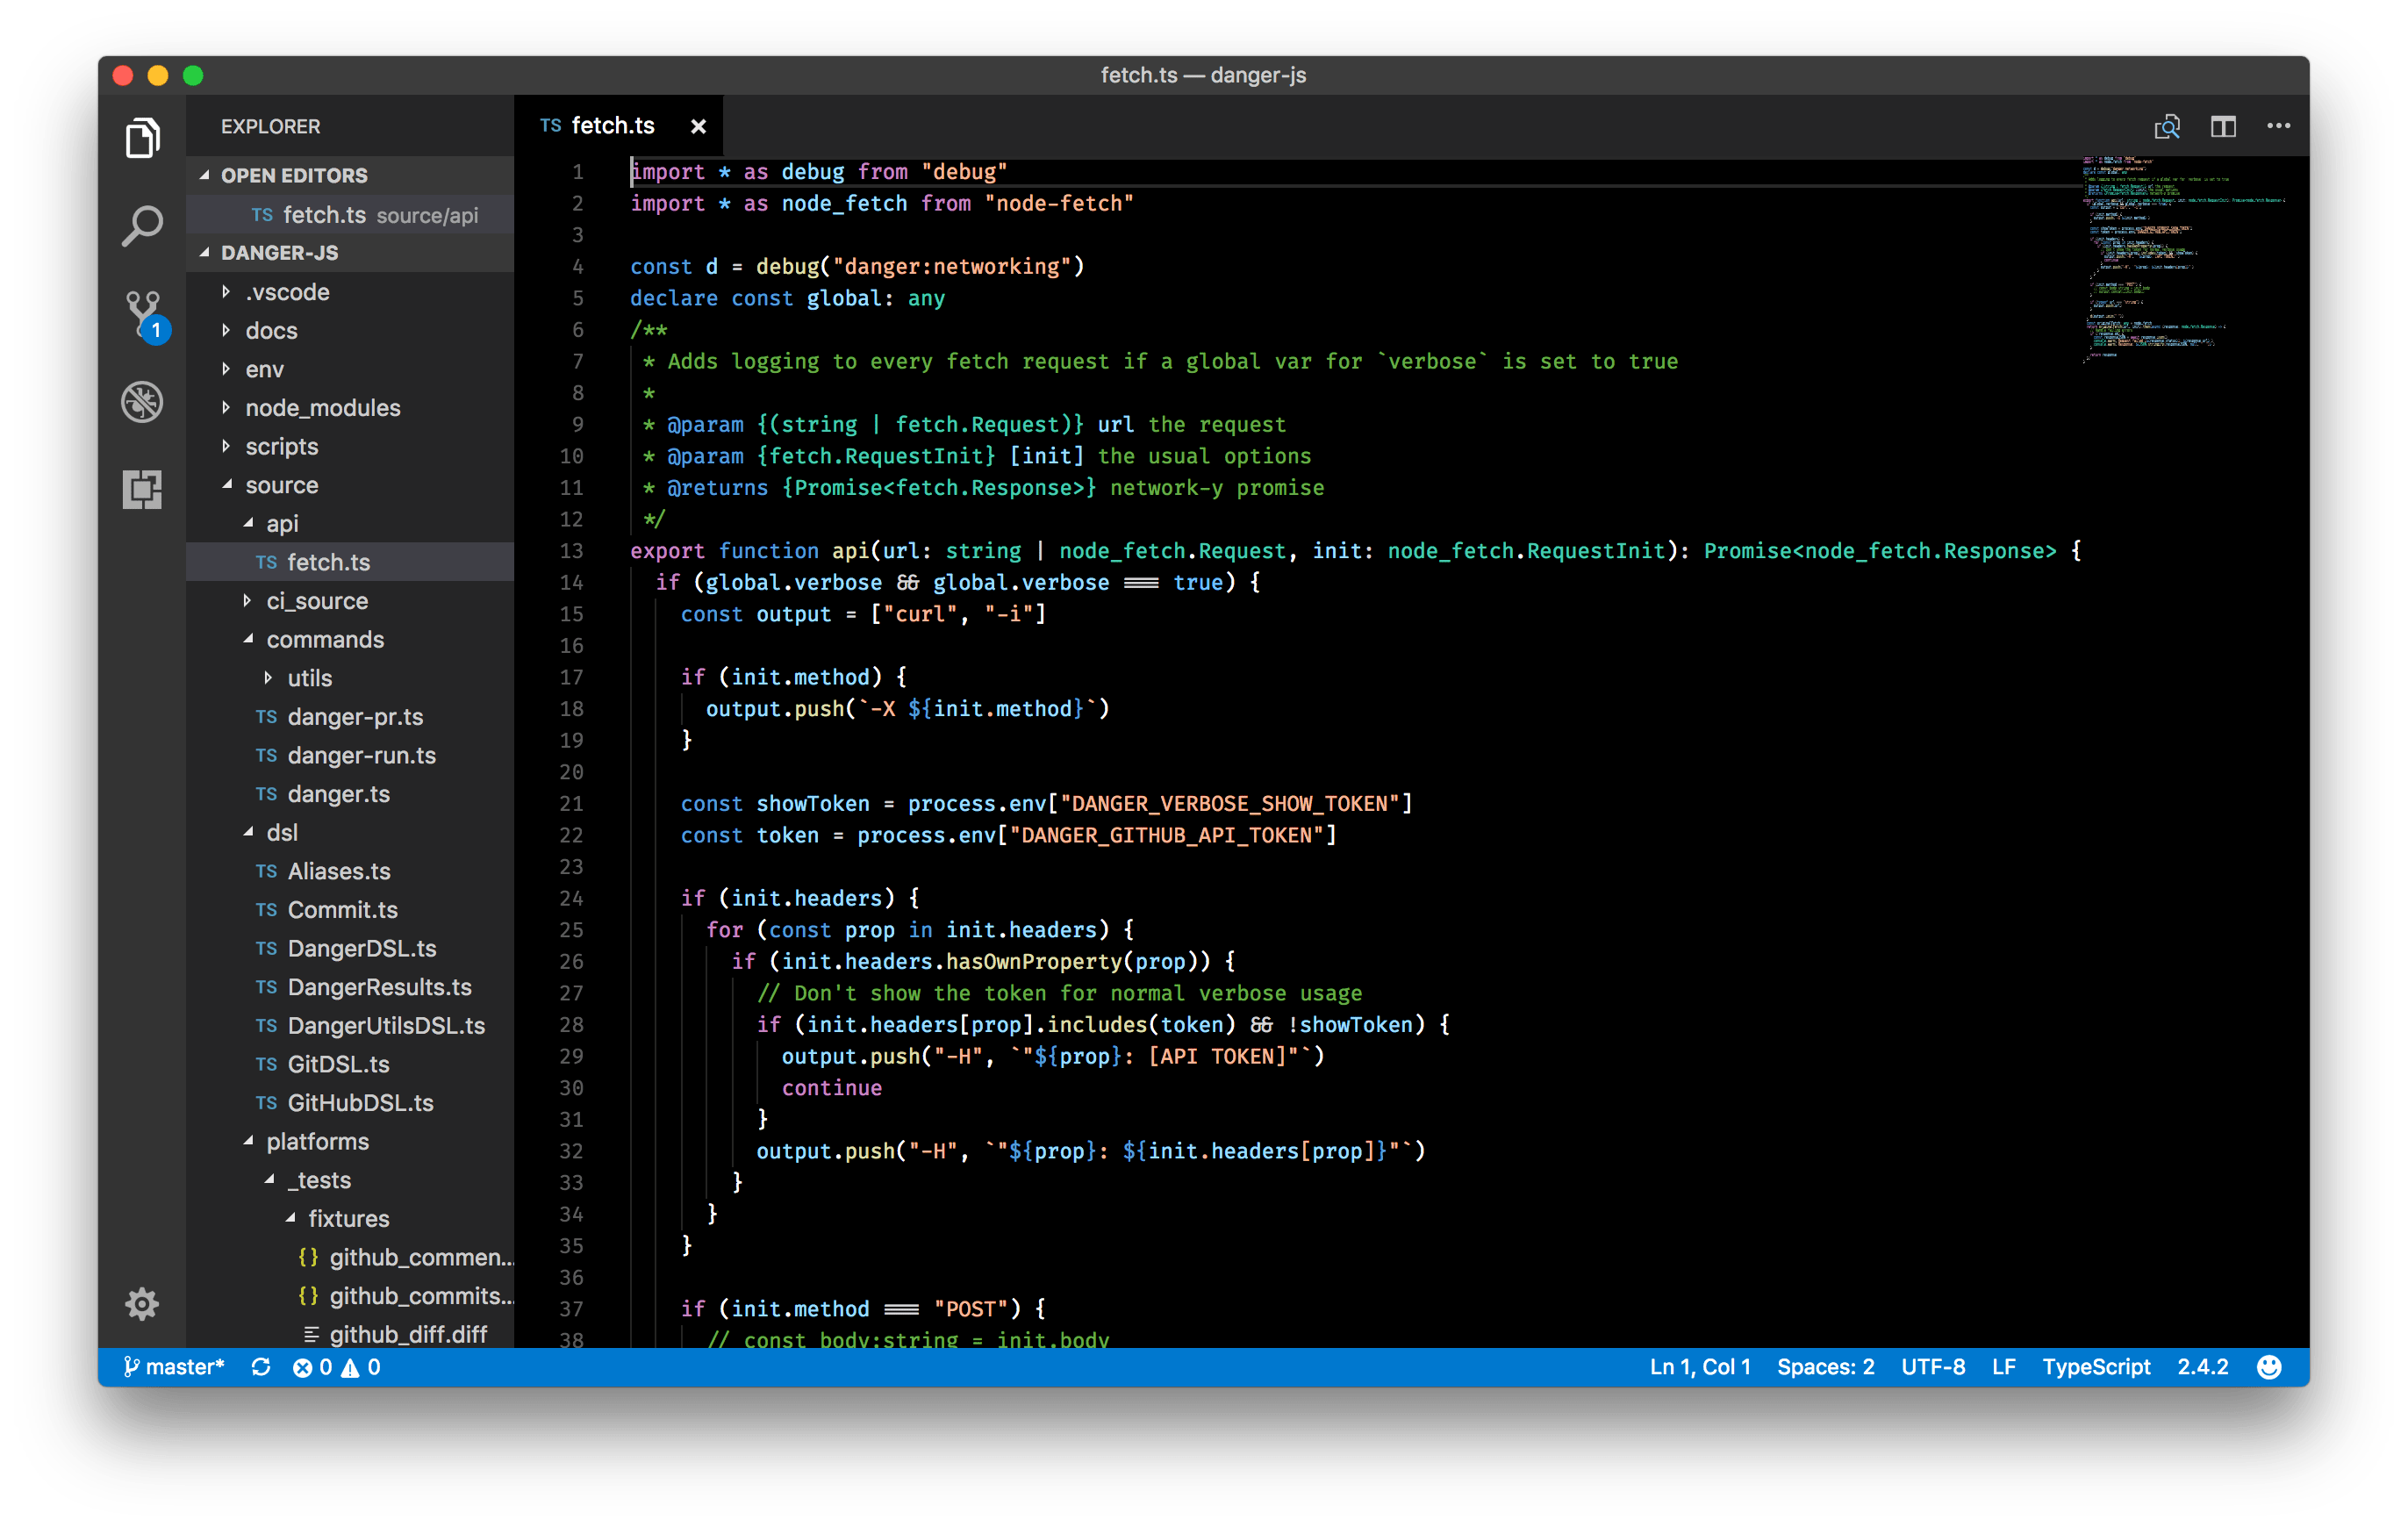 fetch.ts — danger-js
EXPLORER
OPEN EDITORS
TS fetch.ts source/api
DANGER-JS
.vscode
docs
env
node_modules
scripts
source
api
TS fetch.ts
ci_source
commands
utils
TS danger-pr.ts
TS danger-run.ts
TS danger.ts
dsl
TS Aliases.ts
TS Commit.ts
TS DangerDSL.ts
TS DangerResults.ts
TS DangerUtilsDSL.ts
TS GitDSL.ts
TS GitHubDSL.ts
platforms
_tests
fixtures
{} github_commen...
{} github_commits...
github_diff.diff
1
TS fetch.ts ×
1 import * as debug from "debug"
2 import * as node_fetch from "node-fetch"
3
4 const d = debug("danger:networking")
5 declare const global: any
6 /**
7 * Adds logging to every fetch request if a global var for `verbose` is set to true
8 *
9 * @param {(string | fetch.Request)} url the request
10 * @param {fetch.RequestInit} [init] the usual options
11 * @returns {Promise<fetch.Response>} network-y promise
12 */
13 export function api(url: string | node_fetch.Request, init: node_fetch.RequestInit): Promise<node_fetch.Response> {
14 if (global.verbose && global.verbose === true) {
15 const output = ["curl", "-i"]
16
17 if (init.method) {
18 output.push(`-X ${init.method}`)
19 }
20
21 const showToken = process.env["DANGER_VERBOSE_SHOW_TOKEN"]
22 const token = process.env["DANGER_GITHUB_API_TOKEN"]
23
24 if (init.headers) {
25 for (const prop in init.headers) {
26 if (init.headers.hasOwnProperty(prop)) {
27 // Don't show the token for normal verbose usage
28 if (init.headers[prop].includes(token) && !showToken) {
29 output.push("-H", `"${prop}: [API TOKEN]"`)
30 continue
31 }
32 output.push("-H", `"${prop}: ${init.headers[prop]}"`)
33 }
34 }
35 }
36
37 if (init.method === "POST") {
38 // const body:string = init.body
master* 0 0
Ln 1, Col 1 Spaces: 2 UTF-8 LF TypeScript 2.4.2